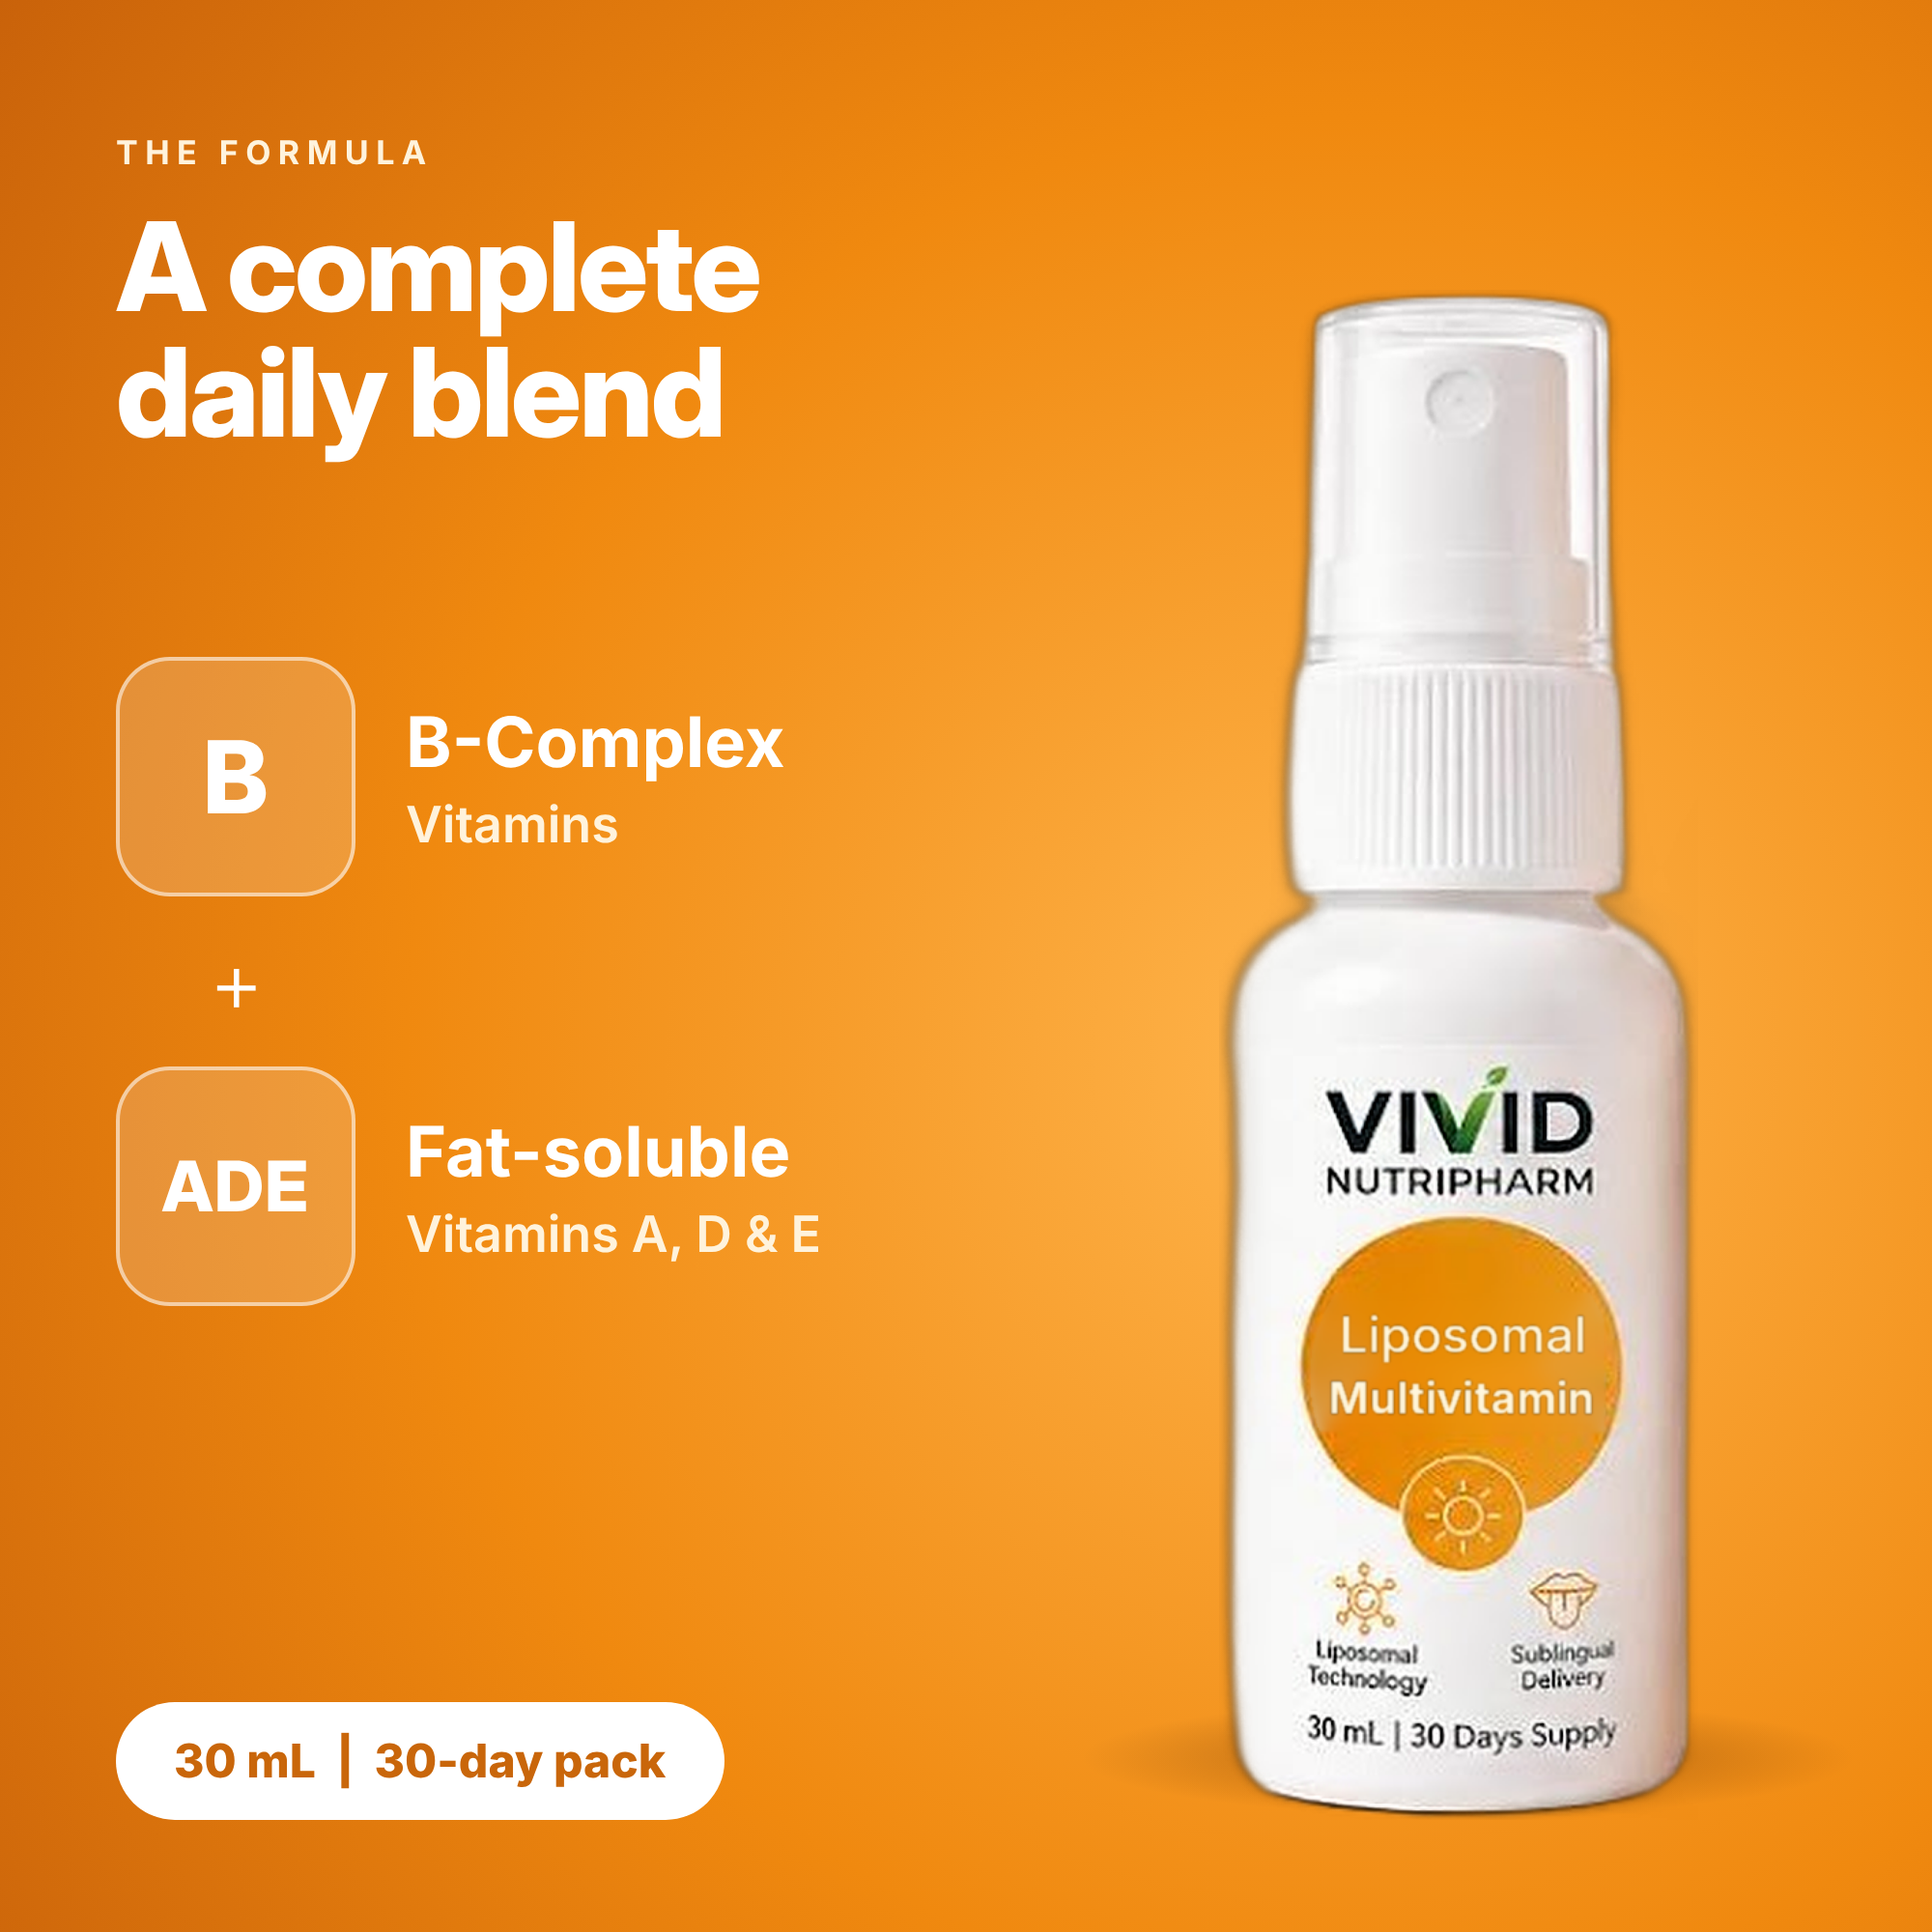 THE FORMULA
A complete
daily blend
B
B-Complex
Vitamins
+
ADE
Fat-soluble
Vitamins A, D & E
30 mL | 30-day pack
VIVID
NUTRIPHARM
Liposomal
Multivitamin
Liposomal
Technology
Sublingual
Delivery
30 mL | 30 Days Supply